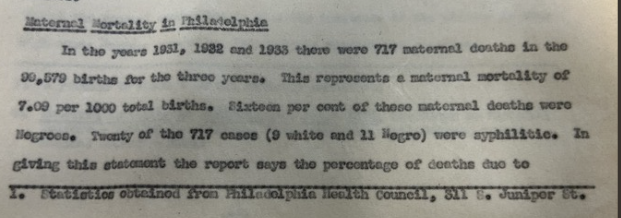 Maternal Mortality in Philadelphia
In the years 1931, 1932 and 1933 there were 717 maternal deaths in the
99,579 births for the three years. This represents a maternal mortality of
7.09 per 1000 total births. Sixteen per cent of these maternal deaths were
Negroes. Twenty of the 717 cases (9 white and 11 Negro) were syphilitic. In
giving this statement the report says the percentage of deaths due to
1. Statistics obtained from Philadelphia Health Council, 311 S. Juniper St.